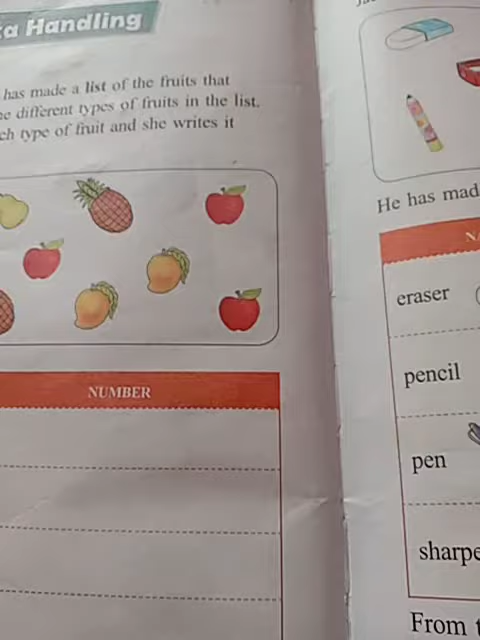 a Handling
has made a list of the fruits that
different types of fruits in the list.
type of fruit and she writes it
NUMBER
He has mad
eraser
pencil
pen
sharpe
From